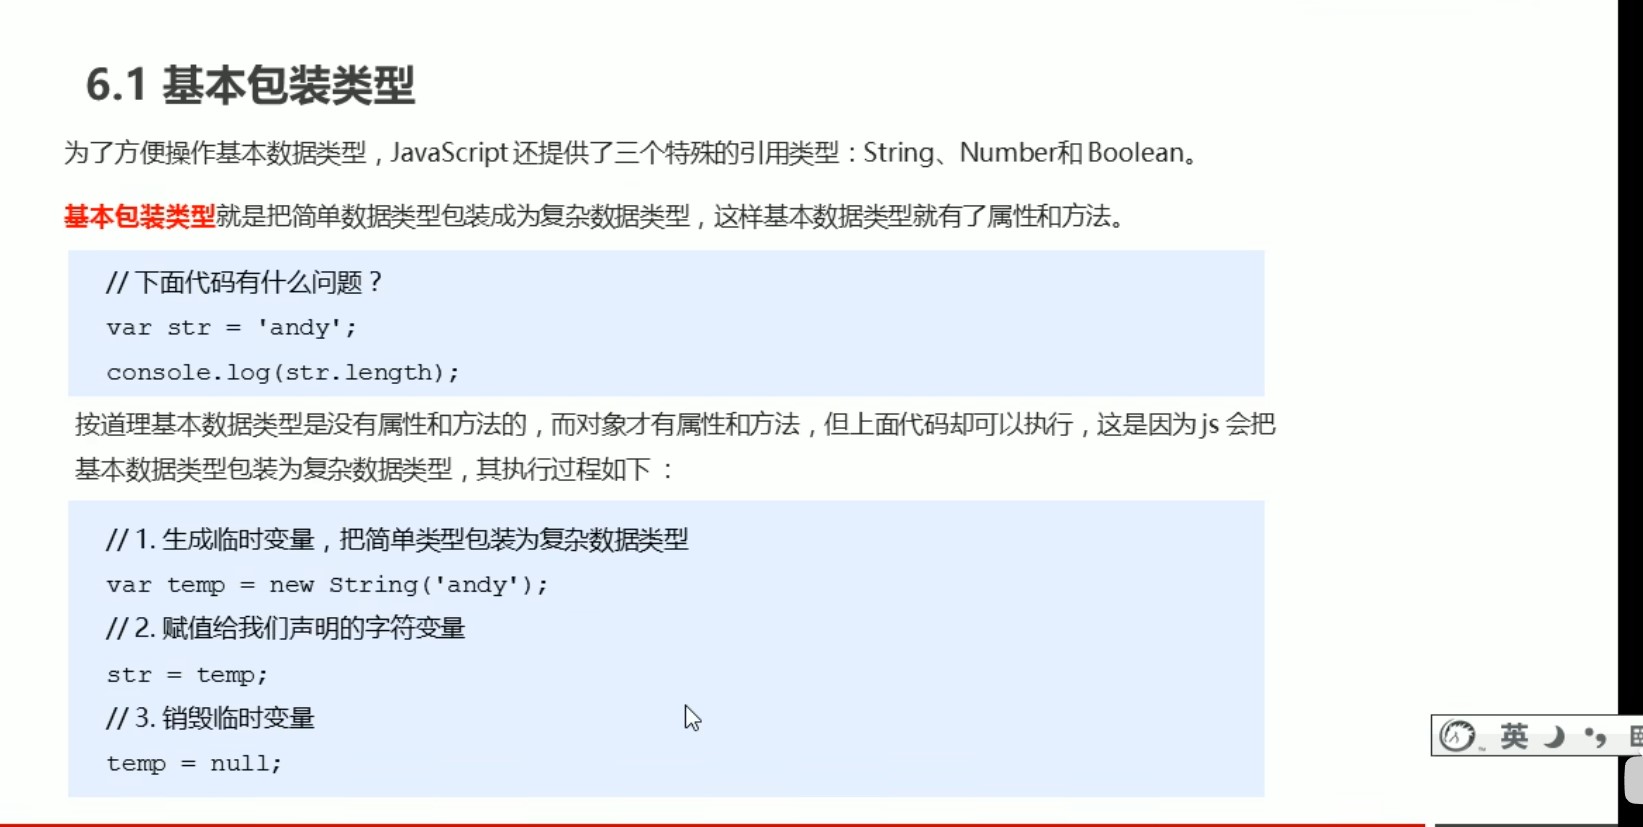 6.1 基本包装类型
为了方便操作基本数据类型，JavaScript 还提供了三个特殊的引用类型：String、Number和 Boolean。
基本包装类型就是把简单数据类型包装成为复杂数据类型，这样基本数据类型就有了属性和方法。
// 下面代码有什么问题？
var str = 'andy';
console.log(str.length);
按道理基本数据类型是没有属性和方法的，而对象才有属性和方法，但上面代码却可以执行，这是因为 js 会把
基本数据类型包装为复杂数据类型，其执行过程如下 ：
// 1. 生成临时变量，把简单类型包装为复杂数据类型
var temp = new String('andy');
// 2. 赋值给我们声明的字符变量
str = temp;
// 3. 销毁临时变量
temp = null;
英